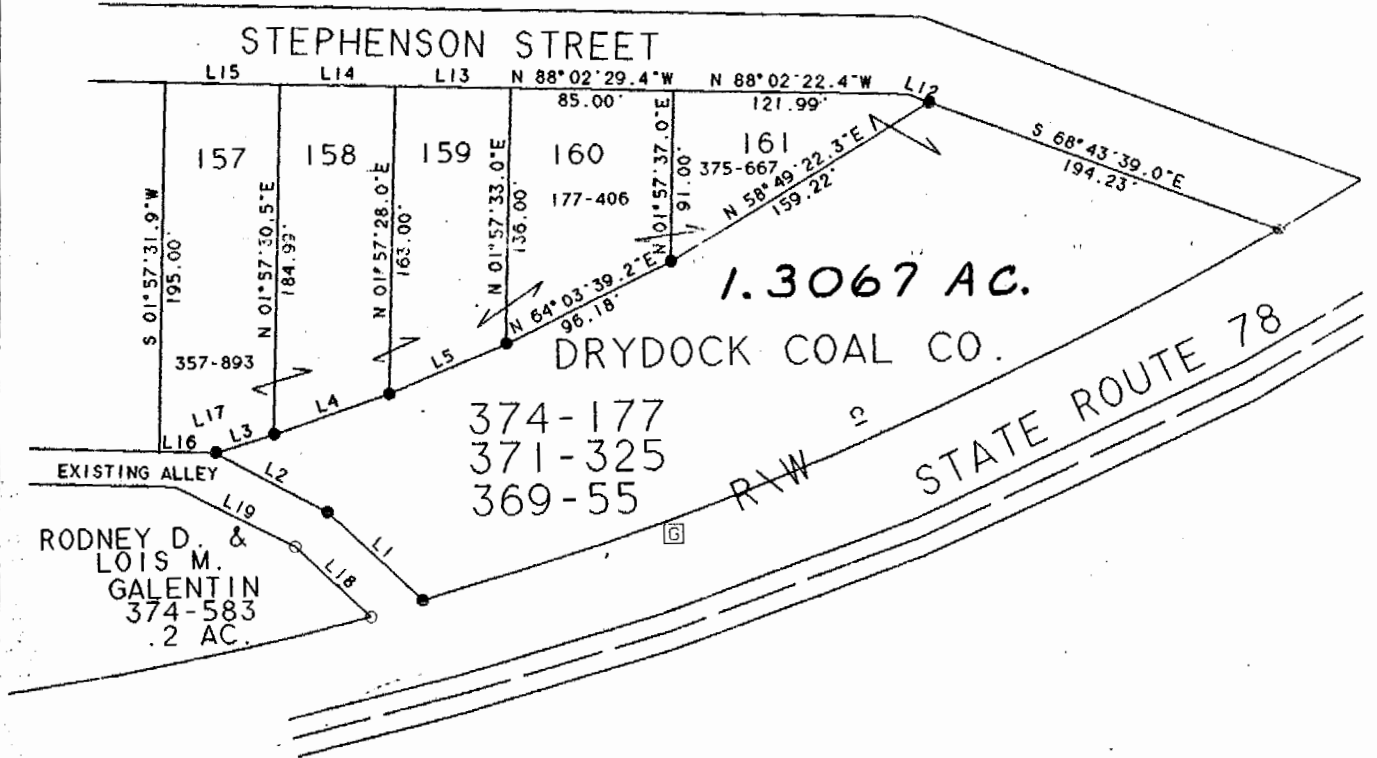 STEPHENSON STREET
L15 L14 L13 N 88°02'29.4"W N 88°02'22.4"W L12
85.00' 121.99'
S 68°43'39.0"E
194.23'
157 158 159 160 161
177-406 375-667
S 01°57'31.9"W
195.00'
N 01°57'30.5"E
184.99'
N 01°57'28.0"E
163.00'
N 01°57'33.0"E
136.00'
N 01°57'37.0"E
91.00'
N 58°49'22.3"E
159.22'
N 64°03'39.2"E
96.18'
357-893
1.3067 AC.
DRYDOCK COAL CO.
374-177
371-325
369-55
L17
L16 L3 L4 L5
EXISTING ALLEY
L2
L1
L19
L18
RODNEY D. &
LOIS M.
GALENTIN
374-583
.2 AC.
G
R\W
STATE ROUTE 78